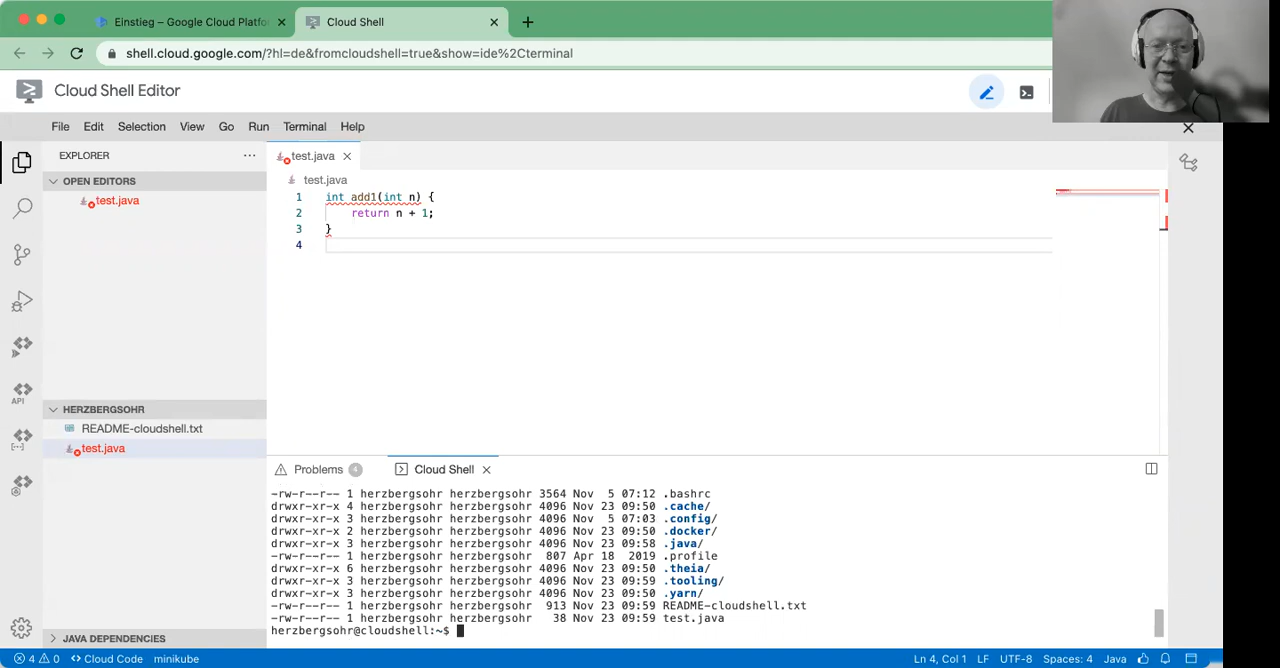 Einstieg – Google Cloud Platfo
Cloud Shell
shell.cloud.google.com/?hl=de&fromcloudshell=true&show=ide%2Cterminal
Cloud Shell Editor
File Edit Selection View Go Run Terminal Help
EXPLORER
OPEN EDITORS
test.java
HERZBERGSOHR
README-cloudshell.txt
test.java
JAVA DEPENDENCIES
API
test.java
test.java
1 int add1(int n) {
2 return n + 1;
3 }
4
Problems 4
Cloud Shell
-rw-r--r-- 1 herzbergsohr herzbergsohr 3564 Nov 5 07:12 .bashrc
drwxr-xr-x 4 herzbergsohr herzbergsohr 4096 Nov 23 09:50 .cache/
drwxr-xr-x 3 herzbergsohr herzbergsohr 4096 Nov 5 07:03 .config/
drwxr-xr-x 2 herzbergsohr herzbergsohr 4096 Nov 23 09:50 .docker/
drwxr-xr-x 3 herzbergsohr herzbergsohr 4096 Nov 23 09:58 .java/
-rw-r--r-- 1 herzbergsohr herzbergsohr 807 Apr 18 2019 .profile
drwxr-xr-x 6 herzbergsohr herzbergsohr 4096 Nov 23 09:50 .theia/
drwxr-xr-x 3 herzbergsohr herzbergsohr 4096 Nov 23 09:59 .tooling/
drwxr-xr-x 3 herzbergsohr herzbergsohr 4096 Nov 23 09:50 .yarn/
-rw-r--r-- 1 herzbergsohr herzbergsohr 913 Nov 23 09:59 README-cloudshell.txt
-rw-r--r-- 1 herzbergsohr herzbergsohr 38 Nov 23 09:59 test.java
herzbergsohr@cloudshell:~$
4 0 <> Cloud Code minikube
Ln 4, Col 1 LF UTF-8 Spaces: 4 Java